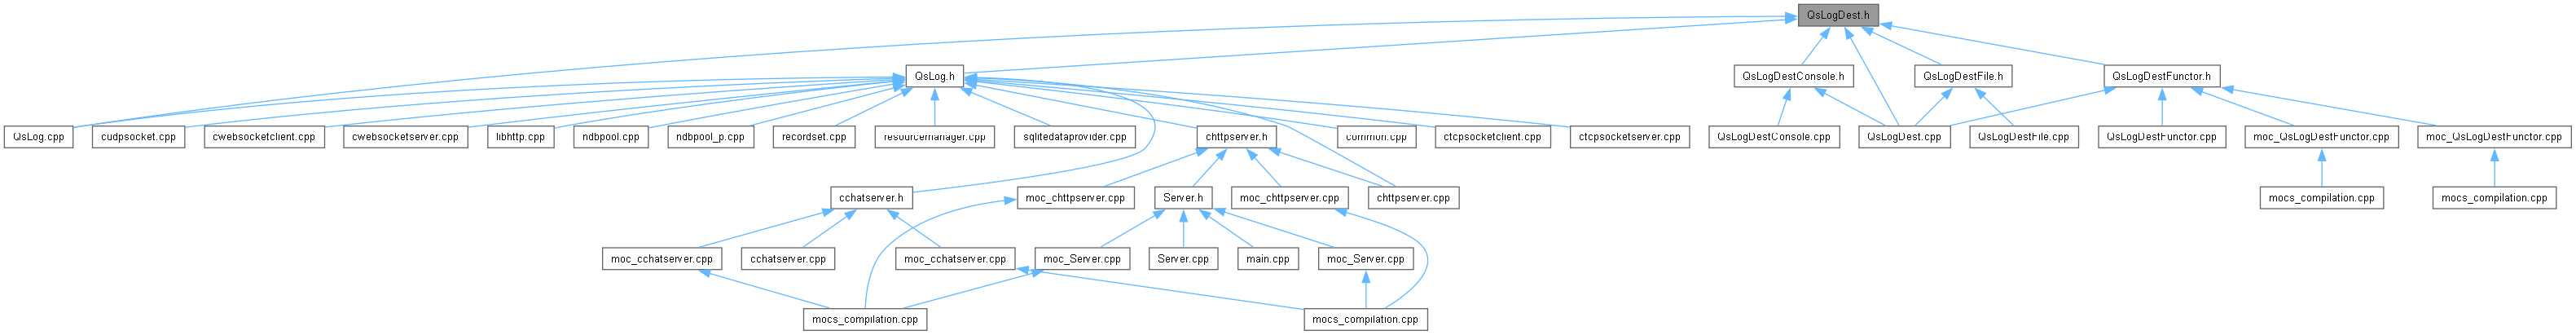 QsLogDest.h
QsLog.h
QsLogDestConsole.h
QsLogDestFile.h
QsLogDestFunctor.h
QsLog.cpp
cudpsocket.cpp
cwebsocketclient.cpp
cwebsocketserver.cpp
libhttp.cpp
ndbpool.cpp
ndbpool_p.cpp
recordset.cpp
resourcemanager.cpp
sqlitedataprovider.cpp
chttpserver.h
common.cpp
ctcpsocketclient.cpp
ctcpsocketserver.cpp
QsLogDestConsole.cpp
QsLogDest.cpp
QsLogDestFile.cpp
QsLogDestFunctor.cpp
moc_QsLogDestFunctor.cpp
moc_QsLogDestFunctor.cpp
cchatserver.h
moc_chttpserver.cpp
Server.h
moc_chttpserver.cpp
chttpserver.cpp
mocs_compilation.cpp
mocs_compilation.cpp
moc_cchatserver.cpp
cchatserver.cpp
moc_cchatserver.cpp
moc_Server.cpp
Server.cpp
main.cpp
moc_Server.cpp
mocs_compilation.cpp
mocs_compilation.cpp